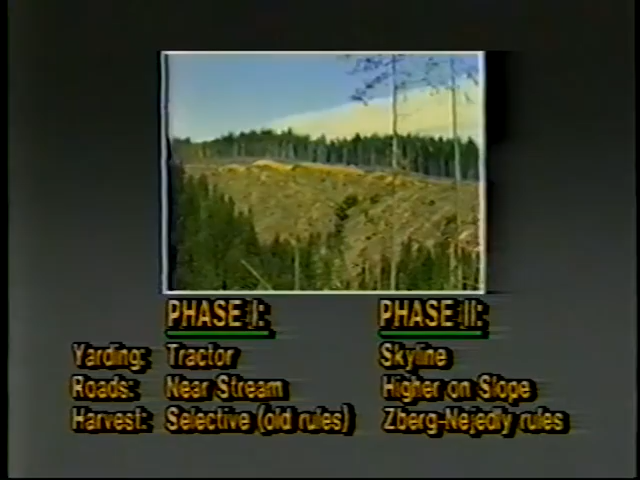 PHASE I: PHASE II:
Yarding: Tractor Skyline
Roads: Near Stream Higher on Slope
Harvest: Selective (old rules) Zberg-Nejedly rules